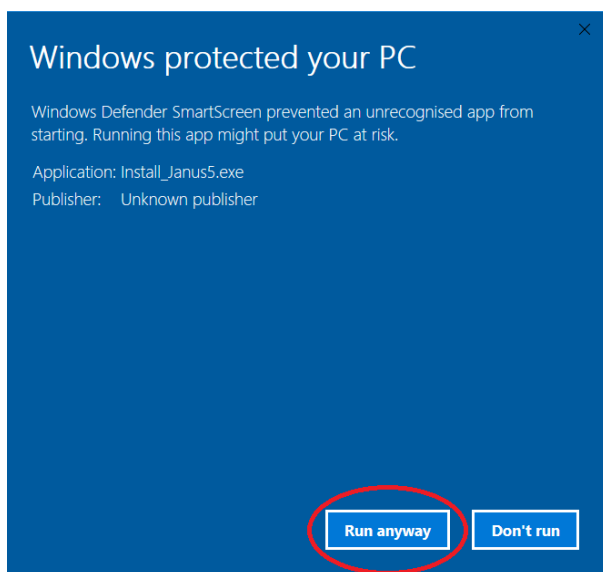 Windows protected your PC
Windows Defender SmartScreen prevented an unrecognised app from
starting. Running this app might put your PC at risk.
Application: Install_Janus5.exe
Publisher: Unknown publisher
Run anyway Don't run